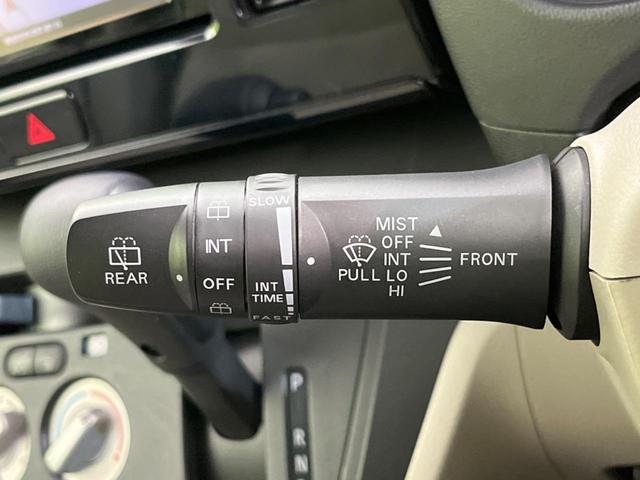 REAR
INT
OFF
SLOW
INT
TIME
FAST
PULL
MIST
OFF
INT
LO
HI
FRONT
P
R
N